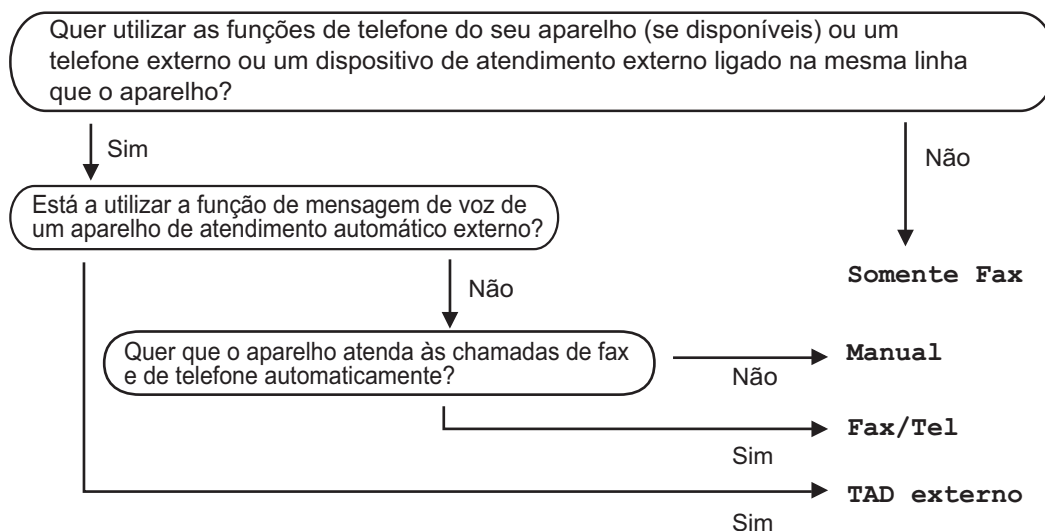 Quer utilizar as funções de telefone do seu aparelho (se disponíveis) ou um
telefone externo ou um dispositivo de atendimento externo ligado na mesma linha
que o aparelho?
Sim
Não
Está a utilizar a função de mensagem de voz de
um aparelho de atendimento automático externo?
Somente Fax
Não
Quer que o aparelho atenda às chamadas de fax
e de telefone automaticamente?
Não
Manual
Sim
Fax/Tel
Sim
TAD externo